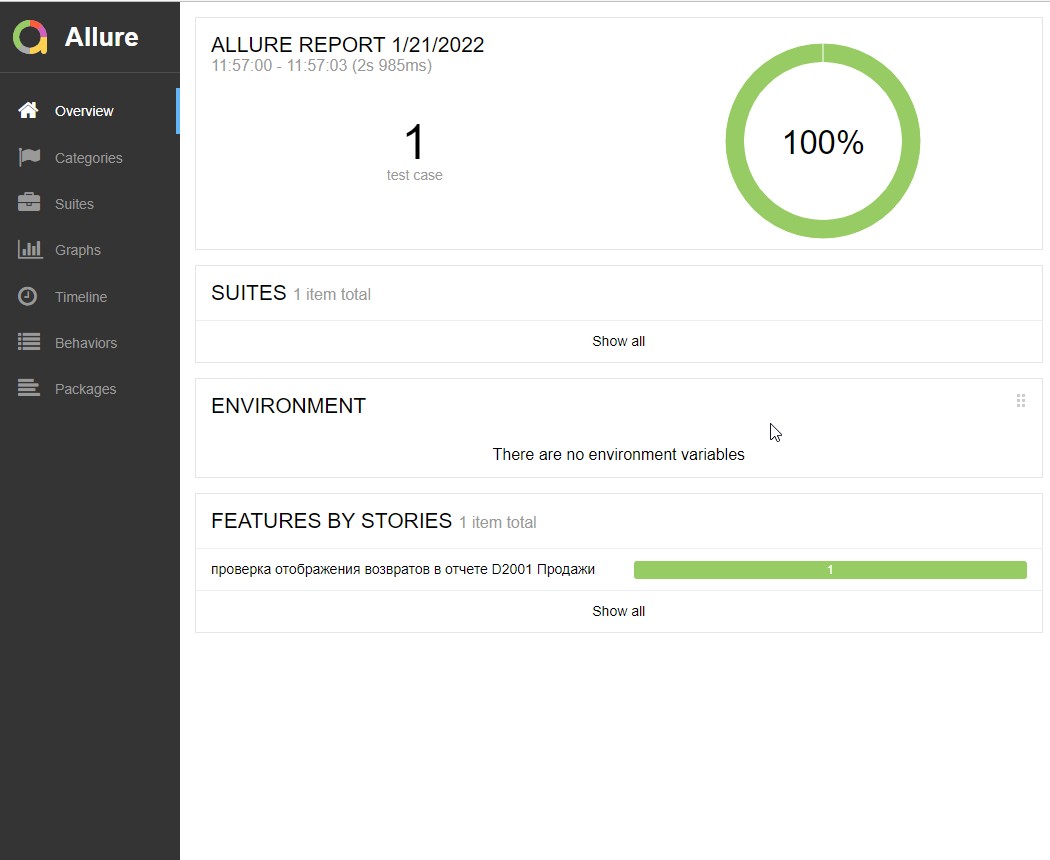 Allure
Overview
Categories
Suites
Graphs
Timeline
Behaviors
Packages
ALLURE REPORT 1/21/2022
11:57:00 - 11:57:03 (2s 985ms)
1
test case
100%
SUITES 1 item total
Show all
ENVIRONMENT
There are no environment variables
FEATURES BY STORIES 1 item total
проверка отображения возвратов в отчете D2001 Продажи 1
Show all